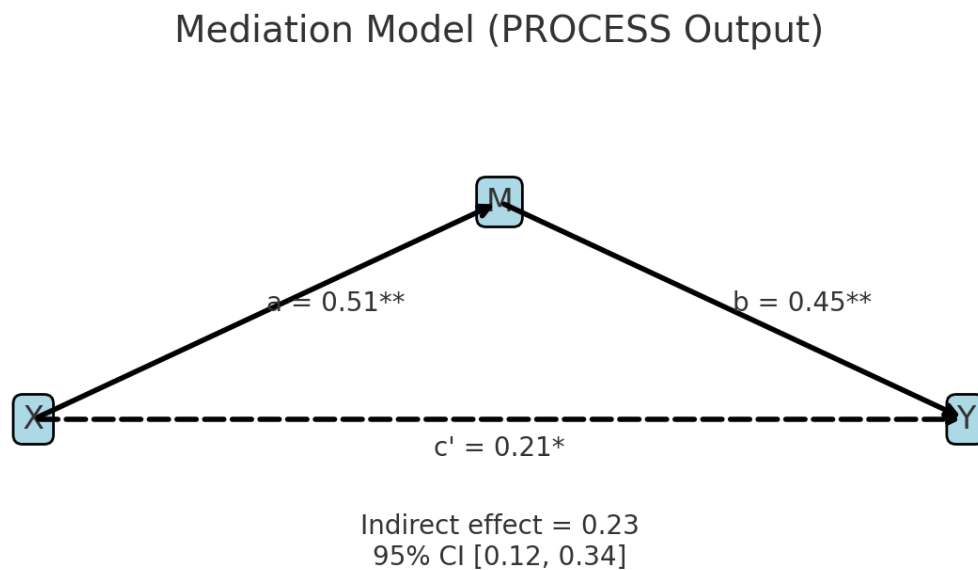 Mediation Model (PROCESS Output)
M
a = 0.51**
b = 0.45**
X
Y
c' = 0.21*
Indirect effect = 0.23
95% CI [0.12, 0.34]